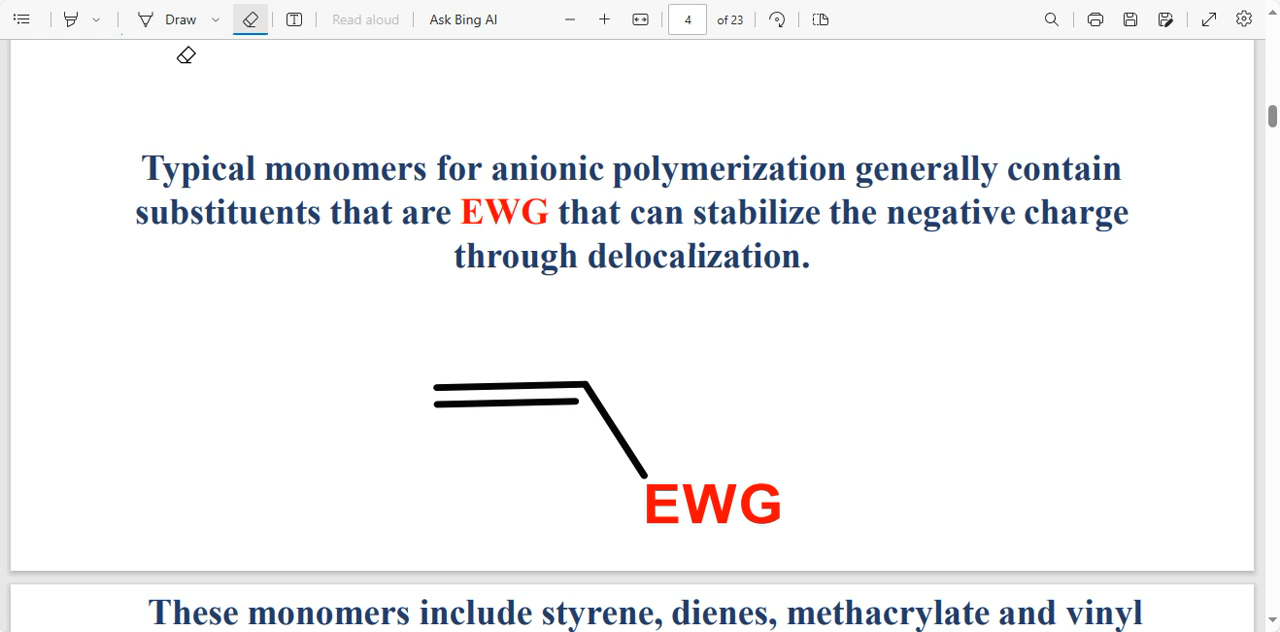 Draw Read aloud Ask Bing AI 4 of 23
Typical monomers for anionic polymerization generally contain
substituents that are EWG that can stabilize the negative charge
through delocalization.
EWG
These monomers include styrene, dienes, methacrylate and vinyl